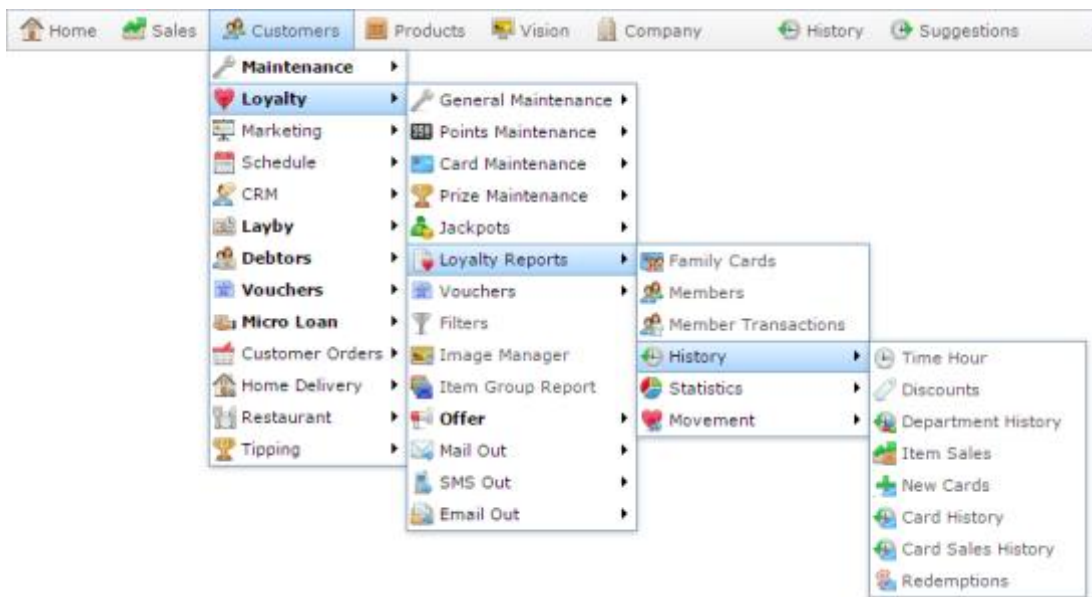 Home Sales Customers Products Vision Company History Suggestions
Maintenance
Loyalty
Marketing
Schedule
CRM
Layby
Debtors
Vouchers
Micro Loan
Customer Orders
Home Delivery
Restaurant
Tipping
General Maintenance
Points Maintenance
Card Maintenance
Prize Maintenance
Jackpots
Loyalty Reports
Vouchers
Filters
Image Manager
Item Group Report
Offer
Mail Out
SMS Out
Email Out
Family Cards
Members
Member Transactions
History
Statistics
Movement
Time Hour
Discounts
Department History
Item Sales
New Cards
Card History
Card Sales History
Redemptions